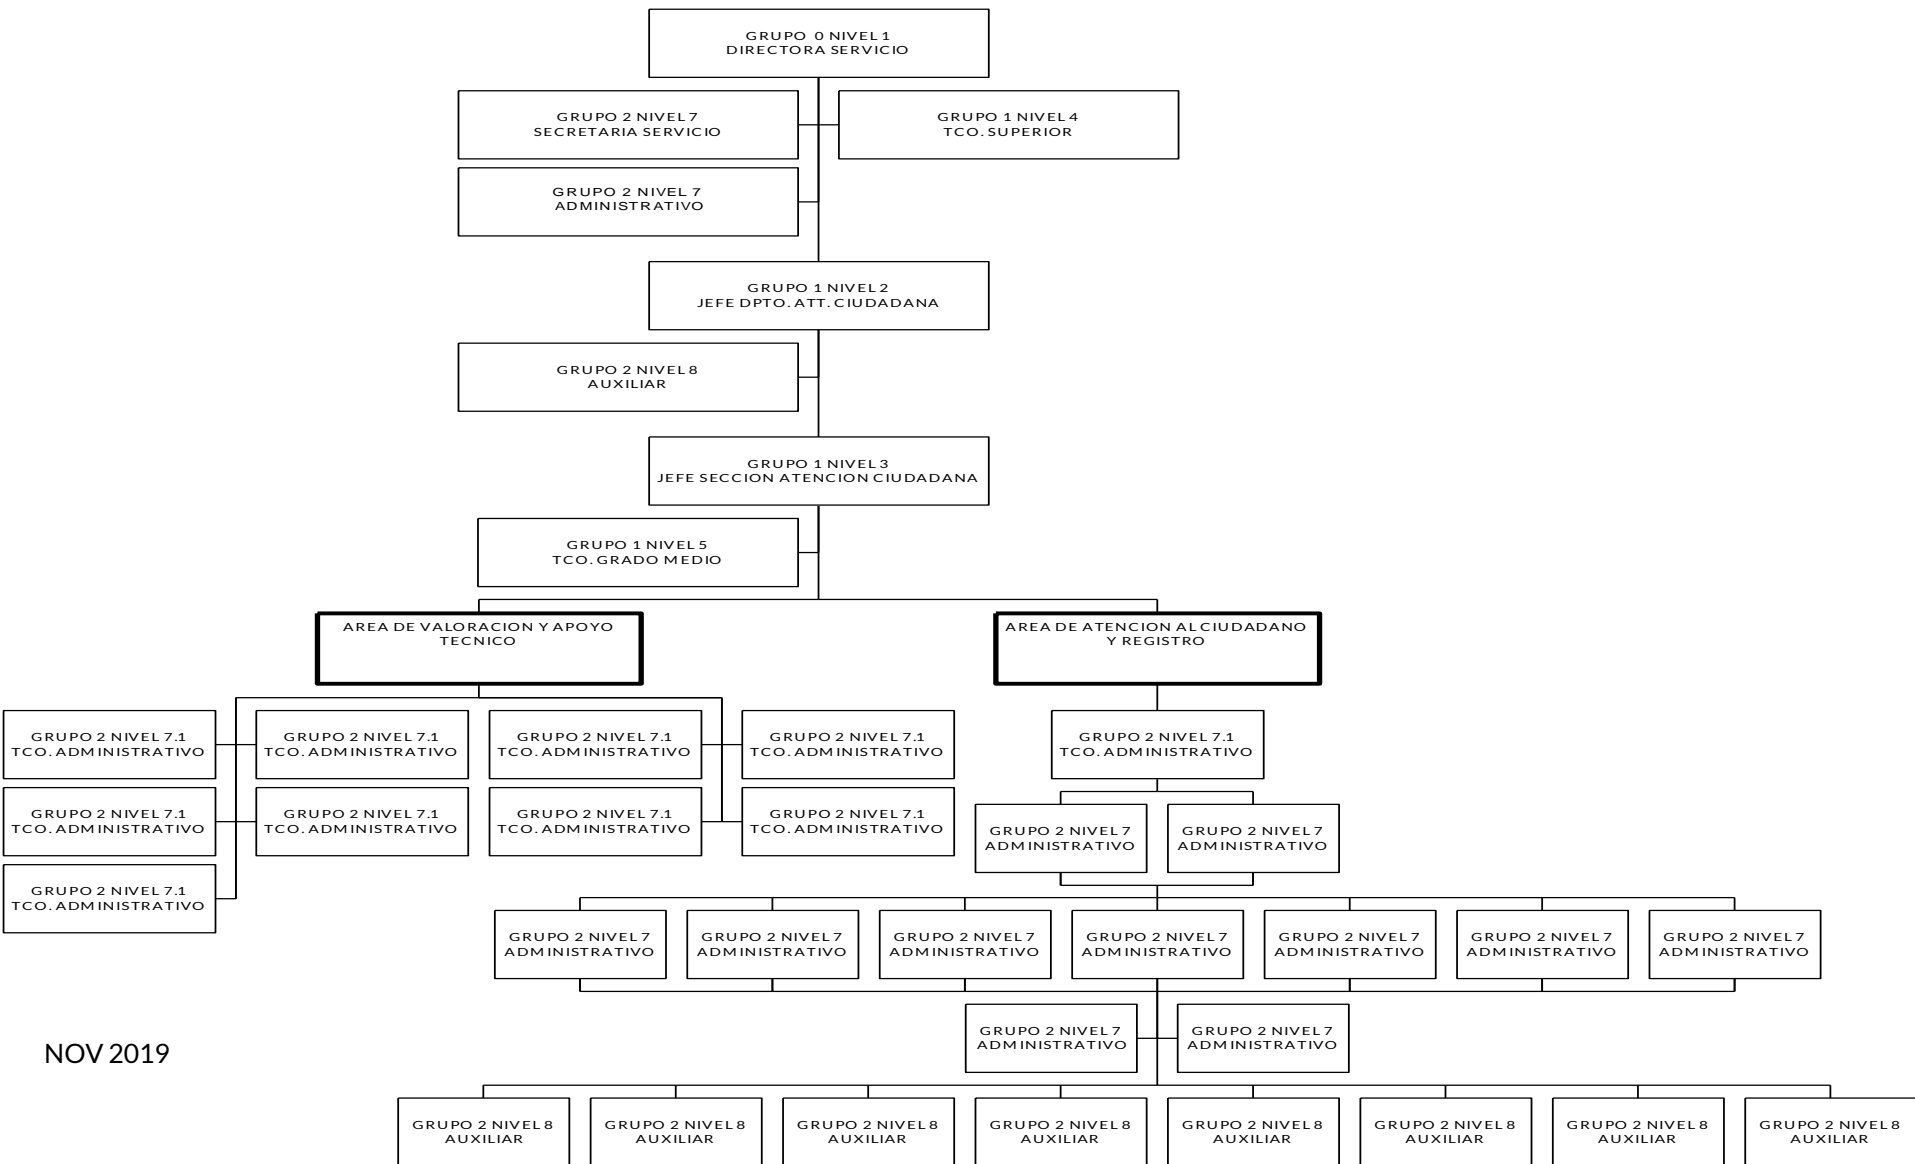 GRUPO 0 NIVEL 1
DIRECTORA SERVICIO
GRUPO 2 NIVEL 7
SECRETARIA SERVICIO
GRUPO 1 NIVEL 4
TCO. SUPERIOR
GRUPO 2 NIVEL 7
ADMINISTRATIVO
GRUPO 1 NIVEL 2
JEFE DPTO. ATT. CIUDADANA
GRUPO 2 NIVEL 8
AUXILIAR
GRUPO 1 NIVEL 3
JEFE SECCION ATENCION CIUDADANA
GRUPO 1 NIVEL 5
TCO. GRADO MEDIO
AREA DE VALORACION Y APOYO
TECNICO
AREA DE ATENCION AL CIUDADANO
Y REGISTRO
GRUPO 2 NIVEL 7.1
TCO. ADMINISTRATIVO
GRUPO 2 NIVEL 7.1
TCO. ADMINISTRATIVO
GRUPO 2 NIVEL 7.1
TCO. ADMINISTRATIVO
GRUPO 2 NIVEL 7.1
TCO. ADMINISTRATIVO
GRUPO 2 NIVEL 7.1
TCO. ADMINISTRATIVO
GRUPO 2 NIVEL 7.1
TCO. ADMINISTRATIVO
GRUPO 2 NIVEL 7.1
TCO. ADMINISTRATIVO
GRUPO 2 NIVEL 7.1
TCO. ADMINISTRATIVO
GRUPO 2 NIVEL 7.1
TCO. ADMINISTRATIVO
GRUPO 2 NIVEL 7
ADMINISTRATIVO
GRUPO 2 NIVEL 7
ADMINISTRATIVO
GRUPO 2 NIVEL 7.1
TCO. ADMINISTRATIVO
GRUPO 2 NIVEL 7
ADMINISTRATIVO
GRUPO 2 NIVEL 7
ADMINISTRATIVO
GRUPO 2 NIVEL 7
ADMINISTRATIVO
GRUPO 2 NIVEL 7
ADMINISTRATIVO
GRUPO 2 NIVEL 7
ADMINISTRATIVO
GRUPO 2 NIVEL 7
ADMINISTRATIVO
GRUPO 2 NIVEL 7
ADMINISTRATIVO
GRUPO 2 NIVEL 7
ADMINISTRATIVO
GRUPO 2 NIVEL 7
ADMINISTRATIVO
NOV 2019
GRUPO 2 NIVEL 8
AUXILIAR
GRUPO 2 NIVEL 8
AUXILIAR
GRUPO 2 NIVEL 8
AUXILIAR
GRUPO 2 NIVEL 8
AUXILIAR
GRUPO 2 NIVEL 8
AUXILIAR
GRUPO 2 NIVEL 8
AUXILIAR
GRUPO 2 NIVEL 8
AUXILIAR
GRUPO 2 NIVEL 8
AUXILIAR